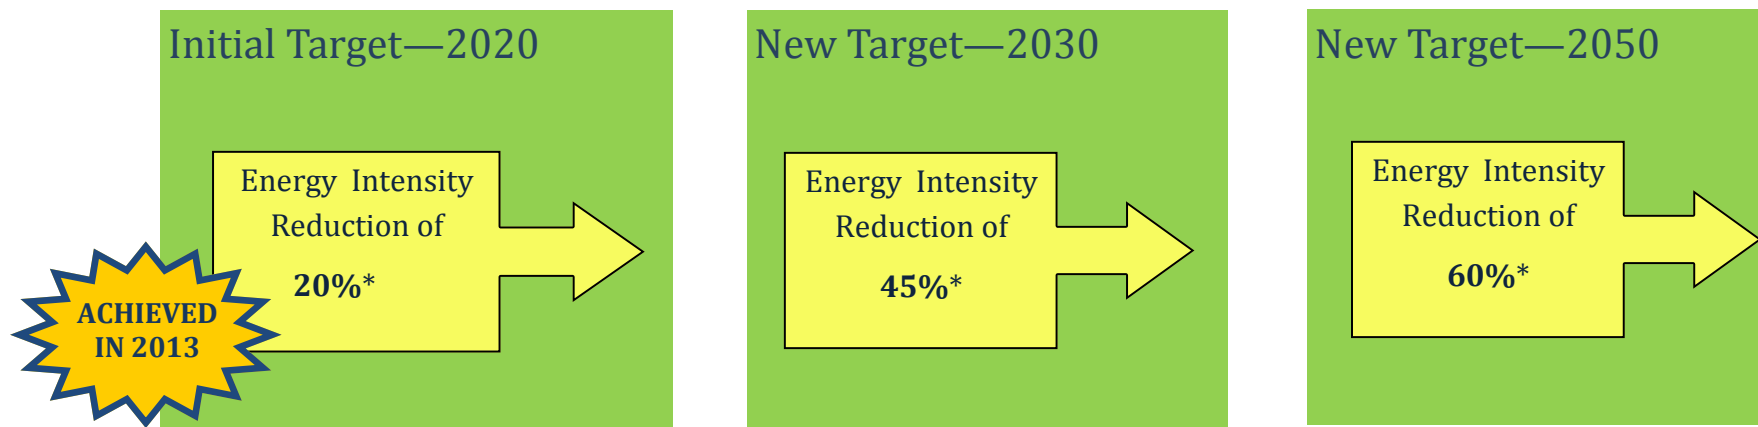 Initial Target—2020
Energy Intensity
Reduction of
20%*
ACHIEVED
IN 2013
New Target—2030
Energy Intensity
Reduction of
45%*
New Target—2050
Energy Intensity
Reduction of
60%*